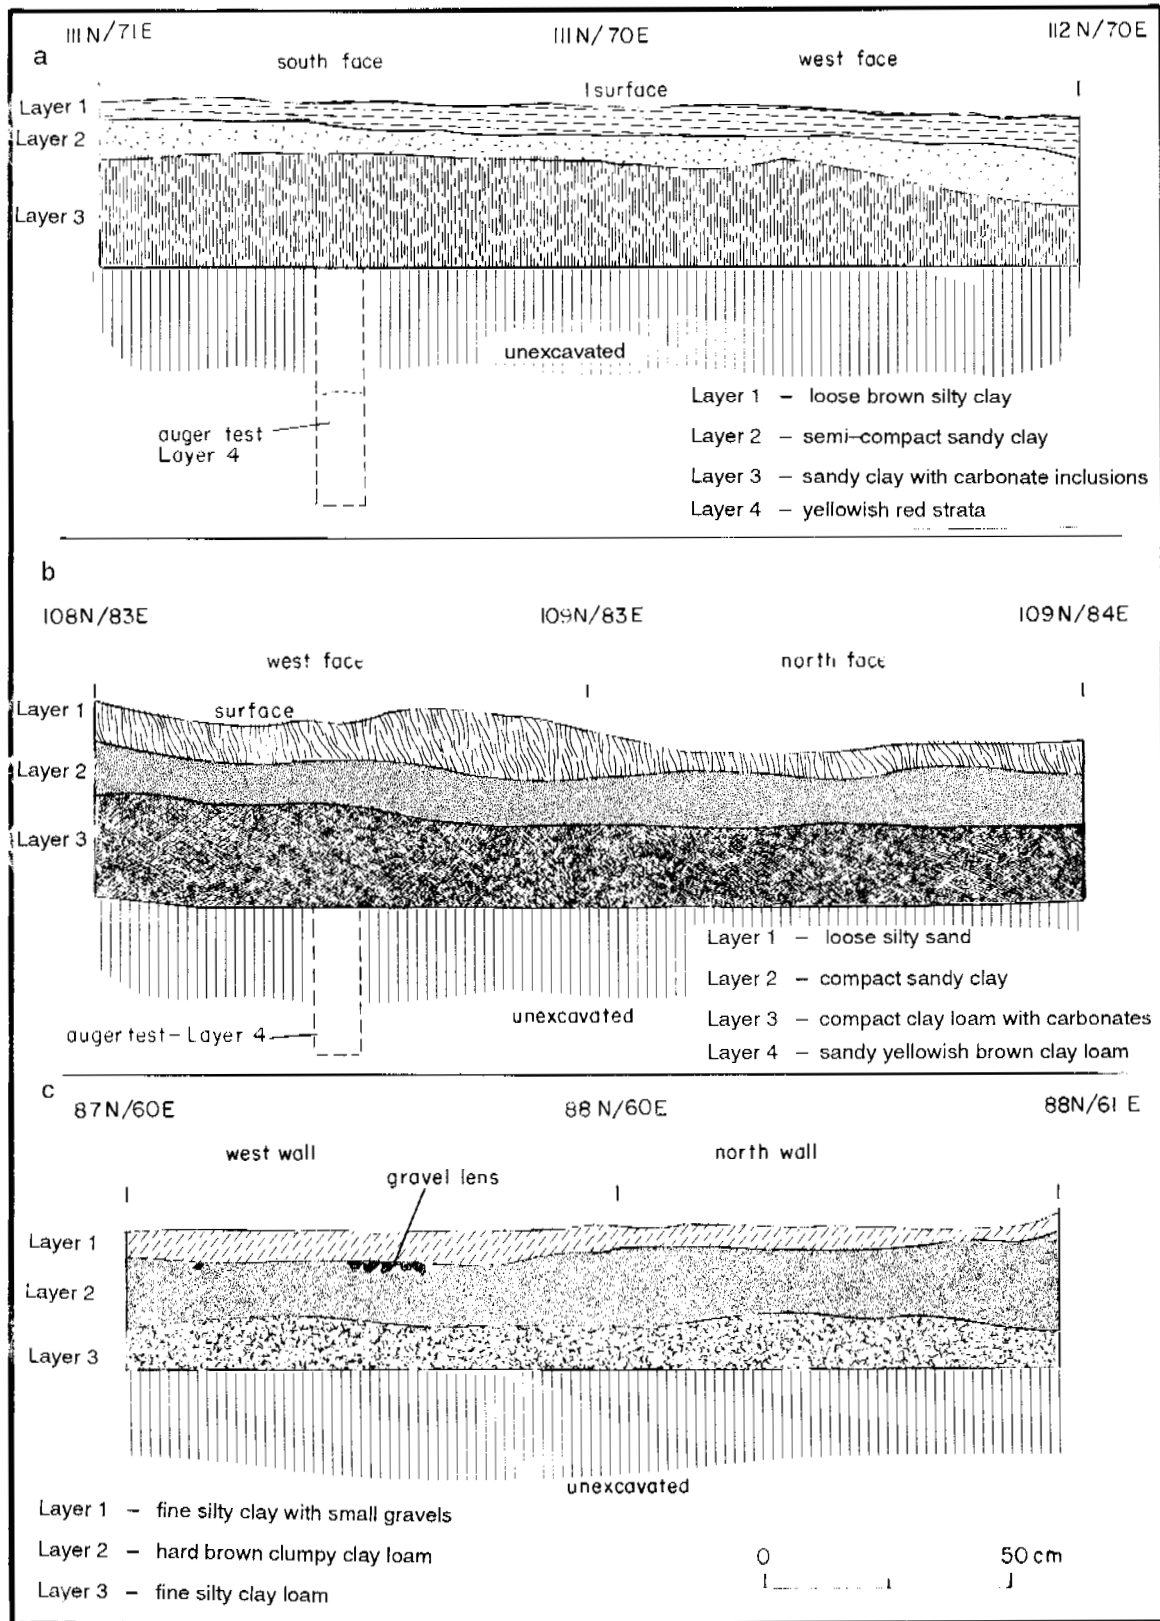 111N/71E 111N/70E 112N/70E
a
south face west face
surface
Layer 1
Layer 2
Layer 3
unexcavated
auger test
Layer 4
Layer 1 – loose brown silty clay
Layer 2 – semi-compact sandy clay
Layer 3 – sandy clay with carbonate inclusions
Layer 4 – yellowish red strata
b
108N/83E 109N/83E 109N/84E
west face north face
Layer 1
surface
Layer 2
Layer 3
unexcavated
auger test – Layer 4
Layer 1 – loose silty sand
Layer 2 – compact sandy clay
Layer 3 – compact clay loam with carbonates
Layer 4 – sandy yellowish brown clay loam
c
87N/60E 88N/60E 88N/61E
west wall north wall
gravel lens
Layer 1
Layer 2
Layer 3
unexcavated
Layer 1 – fine silty clay with small gravels
Layer 2 – hard brown clumpy clay loam
Layer 3 – fine silty clay loam
0 50 cm